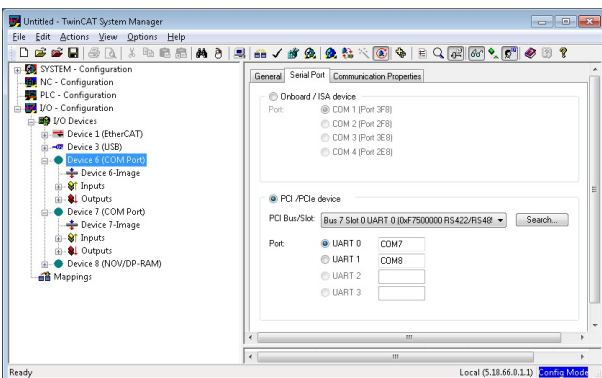 Untitled - TwinCAT System Manager
File Edit Actions View Options Help
SYSTEM - Configuration
NC - Configuration
PLC - Configuration
I/O - Configuration
I/O Devices
Device 1 (EtherCAT)
Device 3 (USB)
Device 6 (COM Port)
Device 6-Image
Inputs
Outputs
Device 7 (COM Port)
Device 7-Image
Inputs
Outputs
Device 8 (NOV/DP-RAM)
Mappings
General Serial Port Communication Properties
Onboard / ISA device
Port: COM 1 (Port 3F8)
COM 2 (Port 2F8)
COM 3 (Port 3E8)
COM 4 (Port 2E8)
PCI /PCIe device
PCI Bus/Slot: Bus 7 Slot 0 UART 0 (0xF7500000 RS422/RS48 Search...
Port: UART 0 COM7
UART 1 COM8
UART 2
UART 3
Ready Local (5.18.66.0.1.1) Config Mode